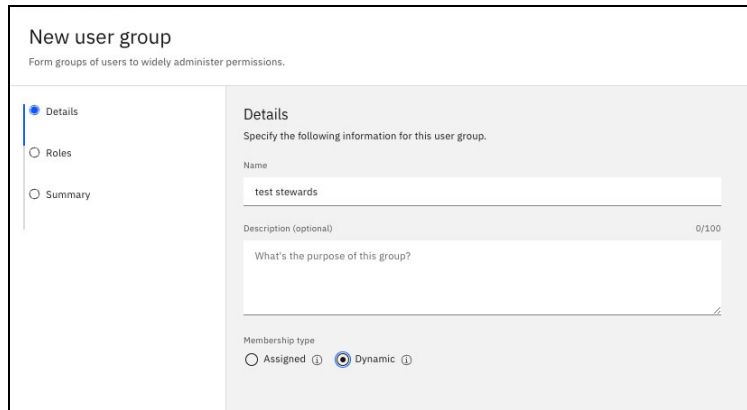 New user group
Form groups of users to widely administer permissions.
Details
Roles
Summary
Details
Specify the following information for this user group.
Name
test stewards
Description (optional) 0/100
What's the purpose of this group?
Membership type
Assigned Dynamic